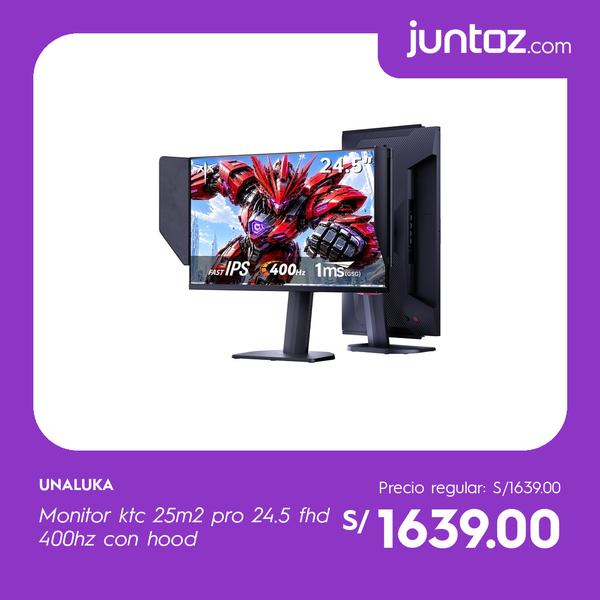 juntoz.com
24.5"
FAST IPS 400Hz 1ms(GTG)
UNALUKA
Monitor ktc 25m2 pro 24.5 fhd
400hz con hood
Precio regular: S/1639.00
S/1639.00